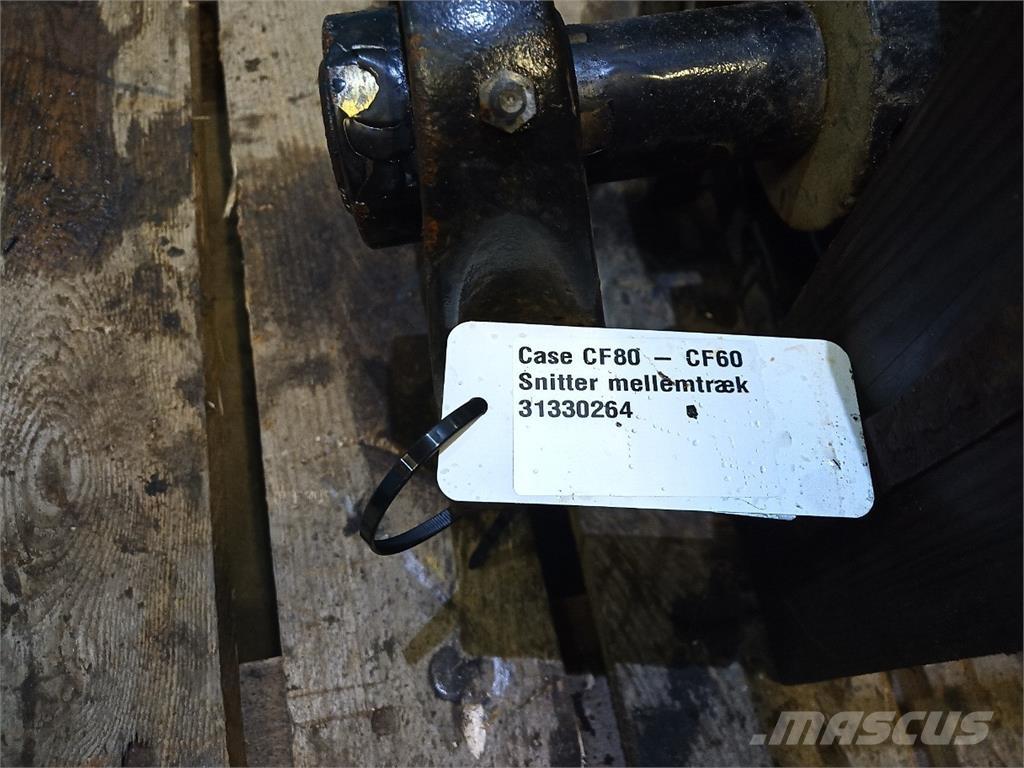 Case CF80 – CF60
Snitter mellemtræk
31330264
MASCUS